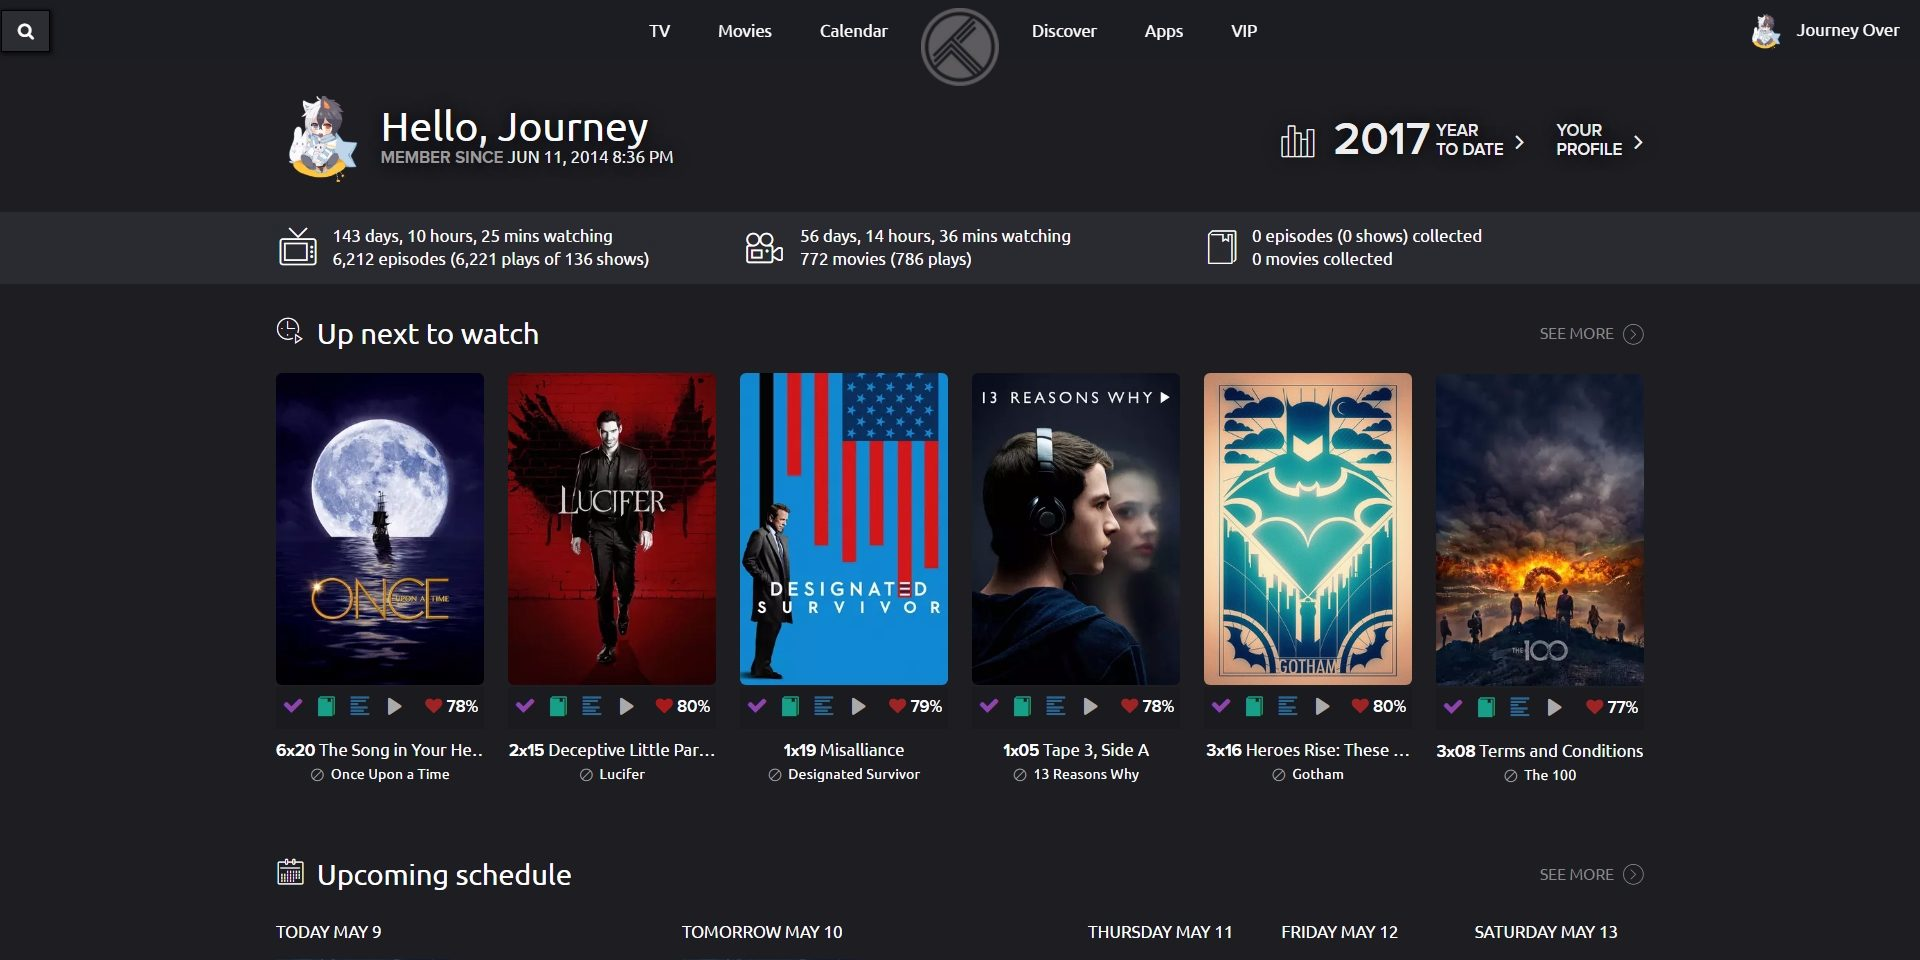 TV Movies Calendar Discover Apps VIP Journey Over
Hello, Journey
MEMBER SINCE JUN 11, 2014 8:36 PM
2017 YEAR TO DATE
YOUR PROFILE
143 days, 10 hours, 25 mins watching
6,212 episodes (6,221 plays of 136 shows)
56 days, 14 hours, 36 mins watching
772 movies (786 plays)
0 episodes (0 shows) collected
0 movies collected
Up next to watch
SEE MORE
ONCE UPON A TIME
78%
6x20 The Song in Your He..
Once Upon a Time
LUCIFER
80%
2x15 Deceptive Little Par...
Lucifer
DESIGNATED
SURVIVOR
79%
1x19 Misalliance
Designated Survivor
13 REASONS WHY
78%
1x05 Tape 3, Side A
13 Reasons Why
GOTHAM
80%
3x16 Heroes Rise: These ...
Gotham
THE 100
77%
3x08 Terms and Conditions
The 100
Upcoming schedule
SEE MORE
TODAY MAY 9
TOMORROW MAY 10
THURSDAY MAY 11
FRIDAY MAY 12
SATURDAY MAY 13